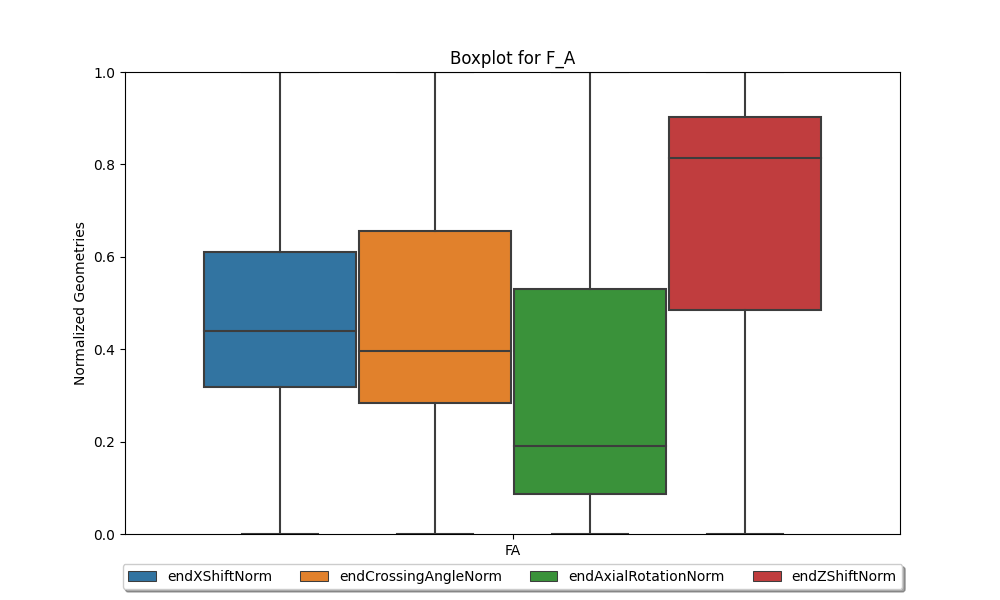 Boxplot for F_A
Normalized Geometries
1.0
0.8
0.6
0.4
0.2
0.0
FA
endXShiftNorm endCrossingAngleNorm endAxialRotationNorm endZShiftNorm